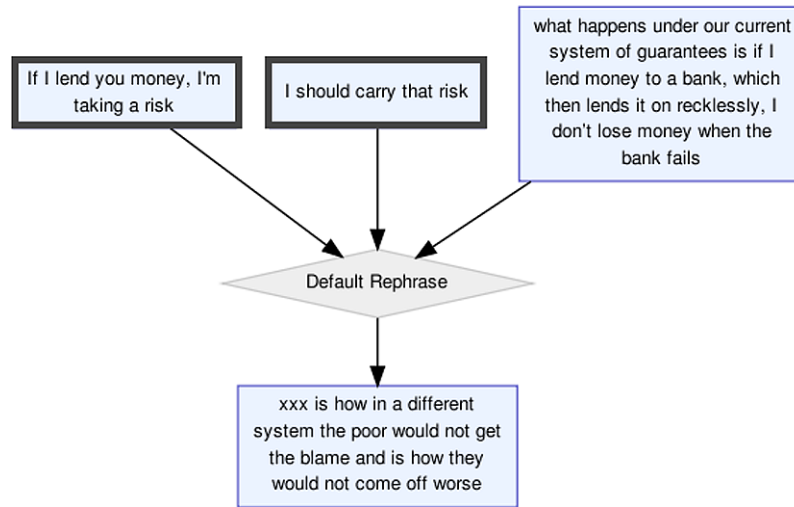 If I lend you money, I'm
taking a risk
I should carry that risk
what happens under our current
system of guarantees is if I
lend money to a bank, which
then lends it on recklessly, I
don't lose money when the
bank fails
Default Rephrase
xxx is how in a different
system the poor would not get
the blame and is how they
would not come off worse